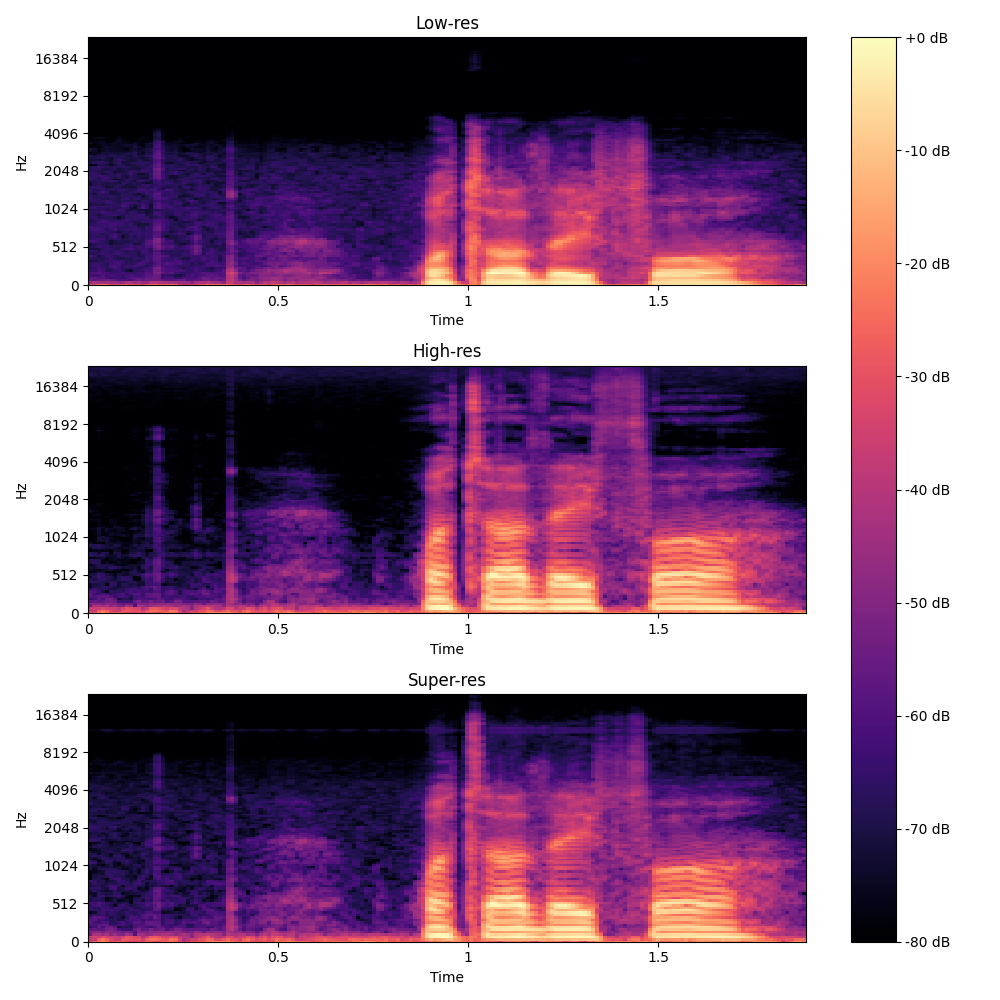 Low-res
16384
8192
4096
2048
1024
512
0
Hz
0 0.5 1 1.5
Time
High-res
16384
8192
4096
2048
1024
512
0
Hz
0 0.5 1 1.5
Time
Super-res
16384
8192
4096
2048
1024
512
0
Hz
0 0.5 1 1.5
Time
+0 dB
-10 dB
-20 dB
-30 dB
-40 dB
-50 dB
-60 dB
-70 dB
-80 dB